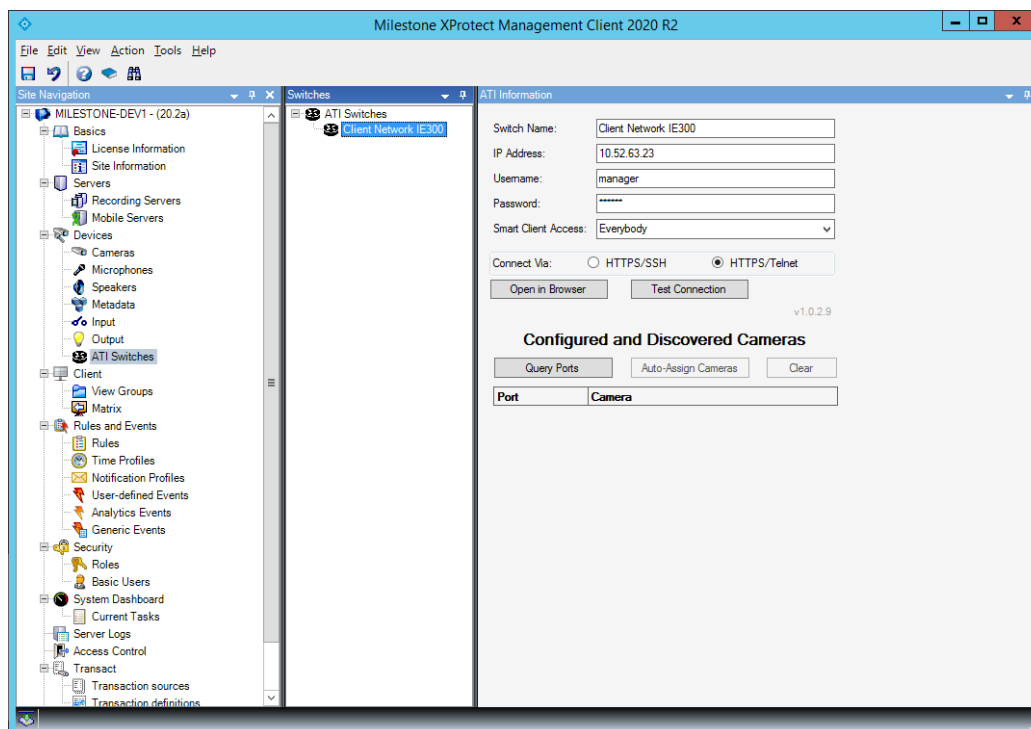 Milestone XProtect Management Client 2020 R2
File Edit View Action Tools Help
Site Navigation
MILESTONE-DEV1 - (20.2a)
Basics
License Information
Site Information
Servers
Recording Servers
Mobile Servers
Devices
Cameras
Microphones
Speakers
Metadata
Input
Output
ATI Switches
Client
View Groups
Matrix
Rules and Events
Rules
Time Profiles
Notification Profiles
User-defined Events
Analytics Events
Generic Events
Security
Roles
Basic Users
System Dashboard
Current Tasks
Server Logs
Access Control
Transact
Transaction sources
Transaction definitions
Switches
ATI Switches
Client Network IE300
ATI Information
Switch Name: Client Network IE300
IP Address: 10.52.63.23
Username: manager
Password: ******
Smart Client Access: Everybody
Connect Via: HTTPS/SSH HTTPS/Telnet
Open in Browser Test Connection
v1.0.2.9
Configured and Discovered Cameras
Query Ports Auto-Assign Cameras Clear
Port Camera